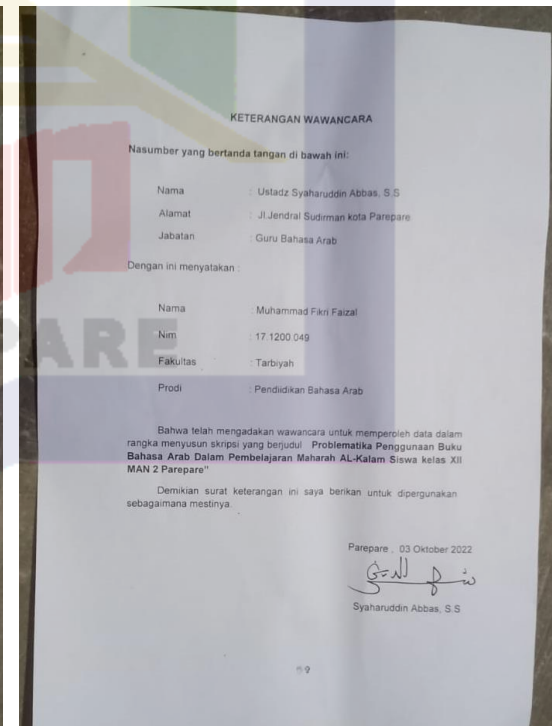 KETERANGAN WAWANCARA
Nasumber yang bertanda tangan di bawah ini:
Nama : Ustadz Syaharuddin Abbas, S.S
Alamat : Jl.Jendral Sudirman kota Parepare
Jabatan : Guru Bahasa Arab
Dengan ini menyatakan :
Nama : Muhammad Fikri Faizal
Nim : 17.1200.049
Fakultas : Tarbiyah
Prodi : Pendiidikan Bahasa Arab
Bahwa telah mengadakan wawancara untuk memperoleh data dalam
rangka menyusun skripsi yang berjudul Problematika Penggunaan Buku
Bahasa Arab Dalam Pembelajaran Maharah AL-Kalam Siswa kelas XII
MAN 2 Parepare"
Demikian surat keterangan ini saya berikan untuk dipergunakan
sebagaimana mestinya.
Parepare , 03 Oktober 2022
Syaharuddin Abbas, S.S
PARE